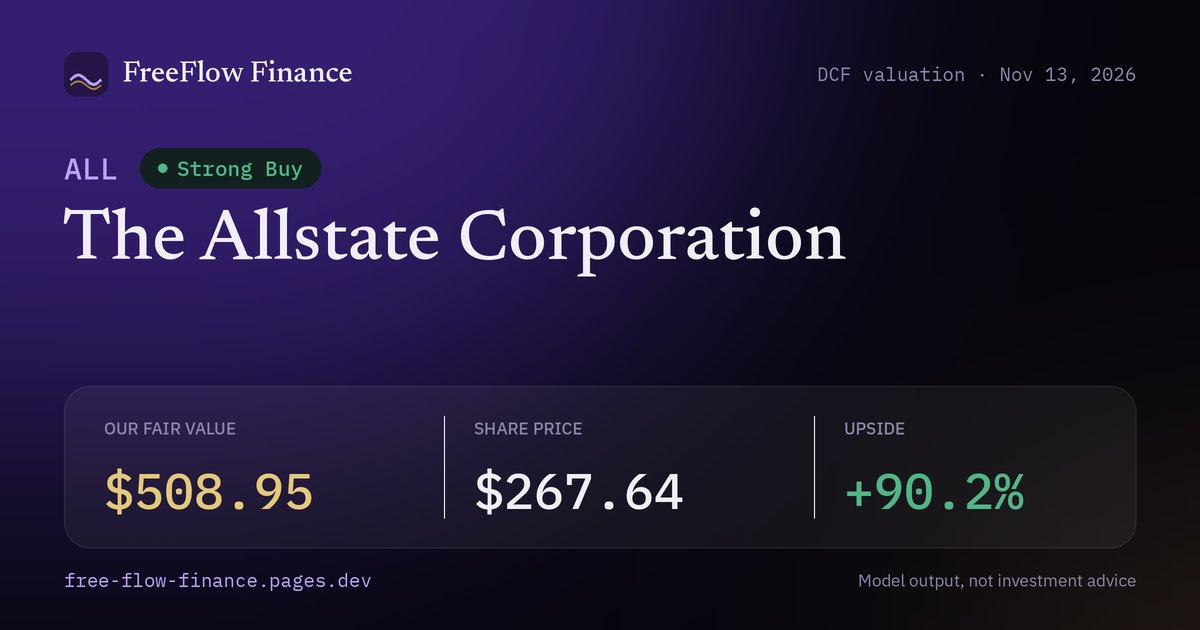 FreeFlow Finance
DCF valuation · Nov 13, 2026
ALL
Strong Buy
The Allstate Corporation
OUR FAIR VALUE
$508.95
SHARE PRICE
$267.64
UPSIDE
+90.2%
free-flow-finance.pages.dev
Model output, not investment advice